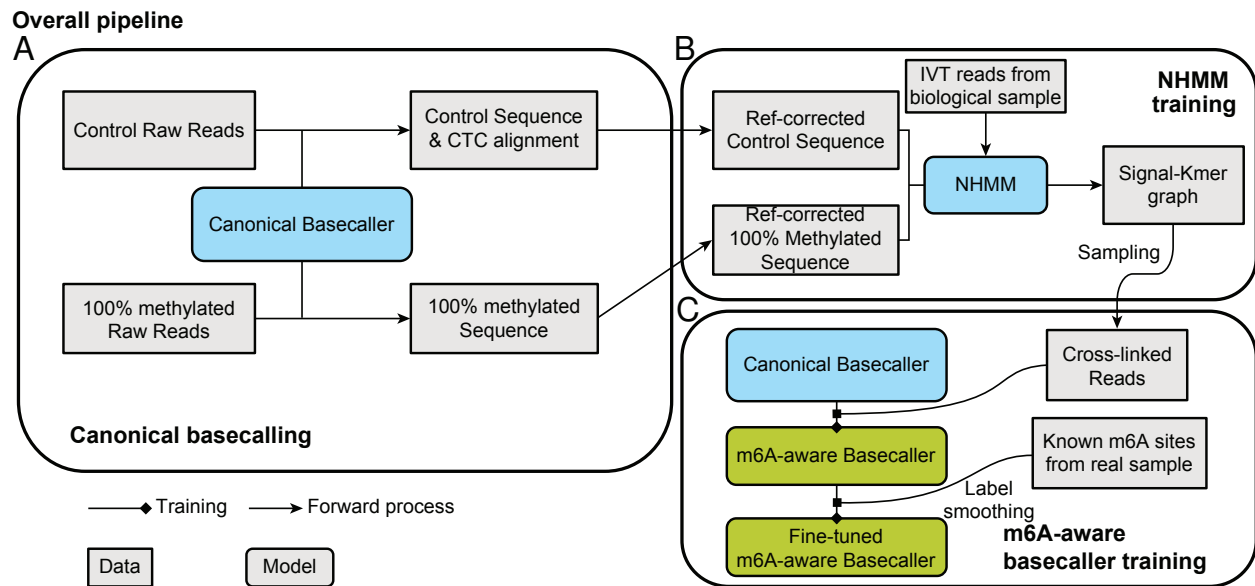 Overall pipeline
A
Control Raw Reads
Control Sequence
& CTC alignment
Canonical Basecaller
100% methylated
Raw Reads
100% methylated
Sequence
Canonical basecalling
Training
Forward process
Data
Model
B
IVT reads from
biological sample
NHMM
training
Ref-corrected
Control Sequence
NHMM
Signal-Kmer
graph
Ref-corrected
100% Methylated
Sequence
Sampling
C
Canonical Basecaller
Cross-linked
Reads
m6A-aware Basecaller
Known m6A sites
from real sample
Label
smoothing
Fine-tuned
m6A-aware Basecaller
m6A-aware
basecaller training